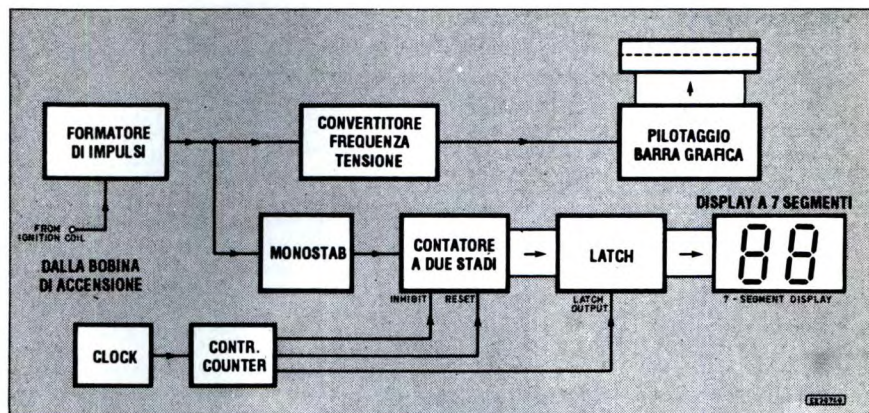 FORMATORE
DI IMPULSI
CONVERTITORE
FREQUENZA
TENSIONE
PILOTAGGIO
BARRA GRAFICA
FROM
IGNITION COIL
DALLA BOBINA
DI ACCENSIONE
MONOSTAB
CONTATORE
A DUE STADI
INHIBIT RESET
LATCH
LATCH
OUTPUT
DISPLAY A 7 SEGMENTI
88
7 - SEGMENT DISPLAY
CLOCK
CONTR.
COUNTER